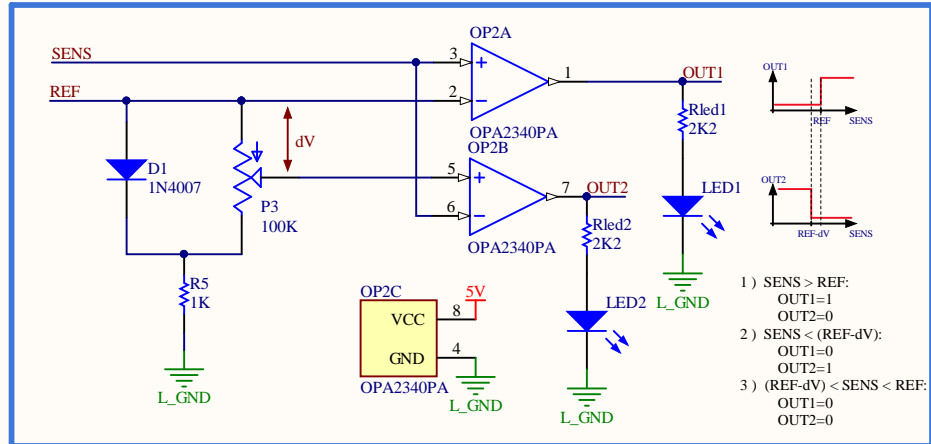 OP2A
SENS
3
1
OUT1
REF
2
OPA2340PA
dV
OP2B
Rled1
2K2
OUT1
REF
SENS
D1
1N4007
P3
100K
5
6
7
OUT2
OPA2340PA
Rled2
2K2
LED1
OUT2
REF-dV
SENS
R5
1K
L_GND
OP2C
5V
VCC
8
GND
4
OPA2340PA
L_GND
LED2
L_GND
L_GND
1 ) SENS > REF:
OUT1=1
OUT2=0
2 ) SENS < (REF-dV):
OUT1=0
OUT2=1
3 ) (REF-dV) < SENS < REF:
OUT1=0
OUT2=0